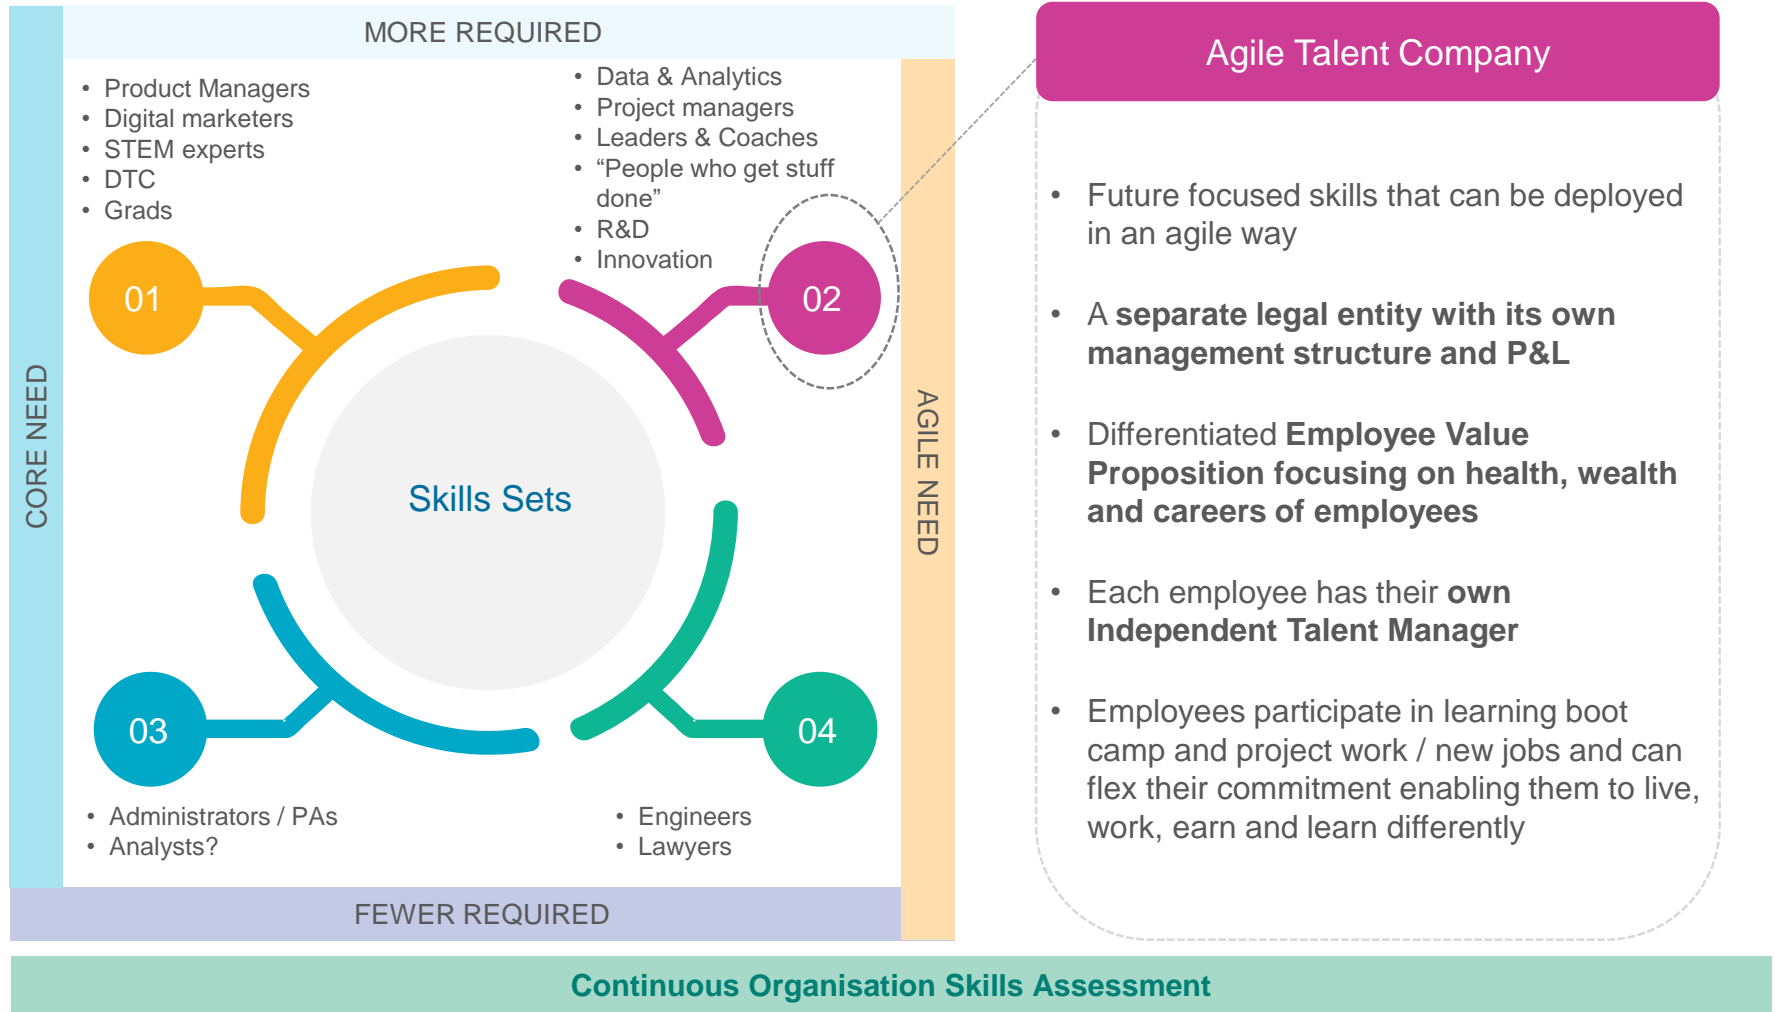 MORE REQUIRED
CORE NEED
• Product Managers
• Digital marketers
• STEM experts
• DTC
• Grads
• Data & Analytics
• Project managers
• Leaders & Coaches
• “People who get stuff
done”
• R&D
• Innovation
01
02
Skills Sets
AGILE NEED
03
04
• Administrators / PAs
• Analysts?
• Engineers
• Lawyers
FEWER REQUIRED
Agile Talent Company
• Future focused skills that can be deployed
in an agile way
• A separate legal entity with its own
management structure and P&L
• Differentiated Employee Value
Proposition focusing on health, wealth
and careers of employees
• Each employee has their own
Independent Talent Manager
• Employees participate in learning boot
camp and project work / new jobs and can
flex their commitment enabling them to live,
work, earn and learn differently
Continuous Organisation Skills Assessment